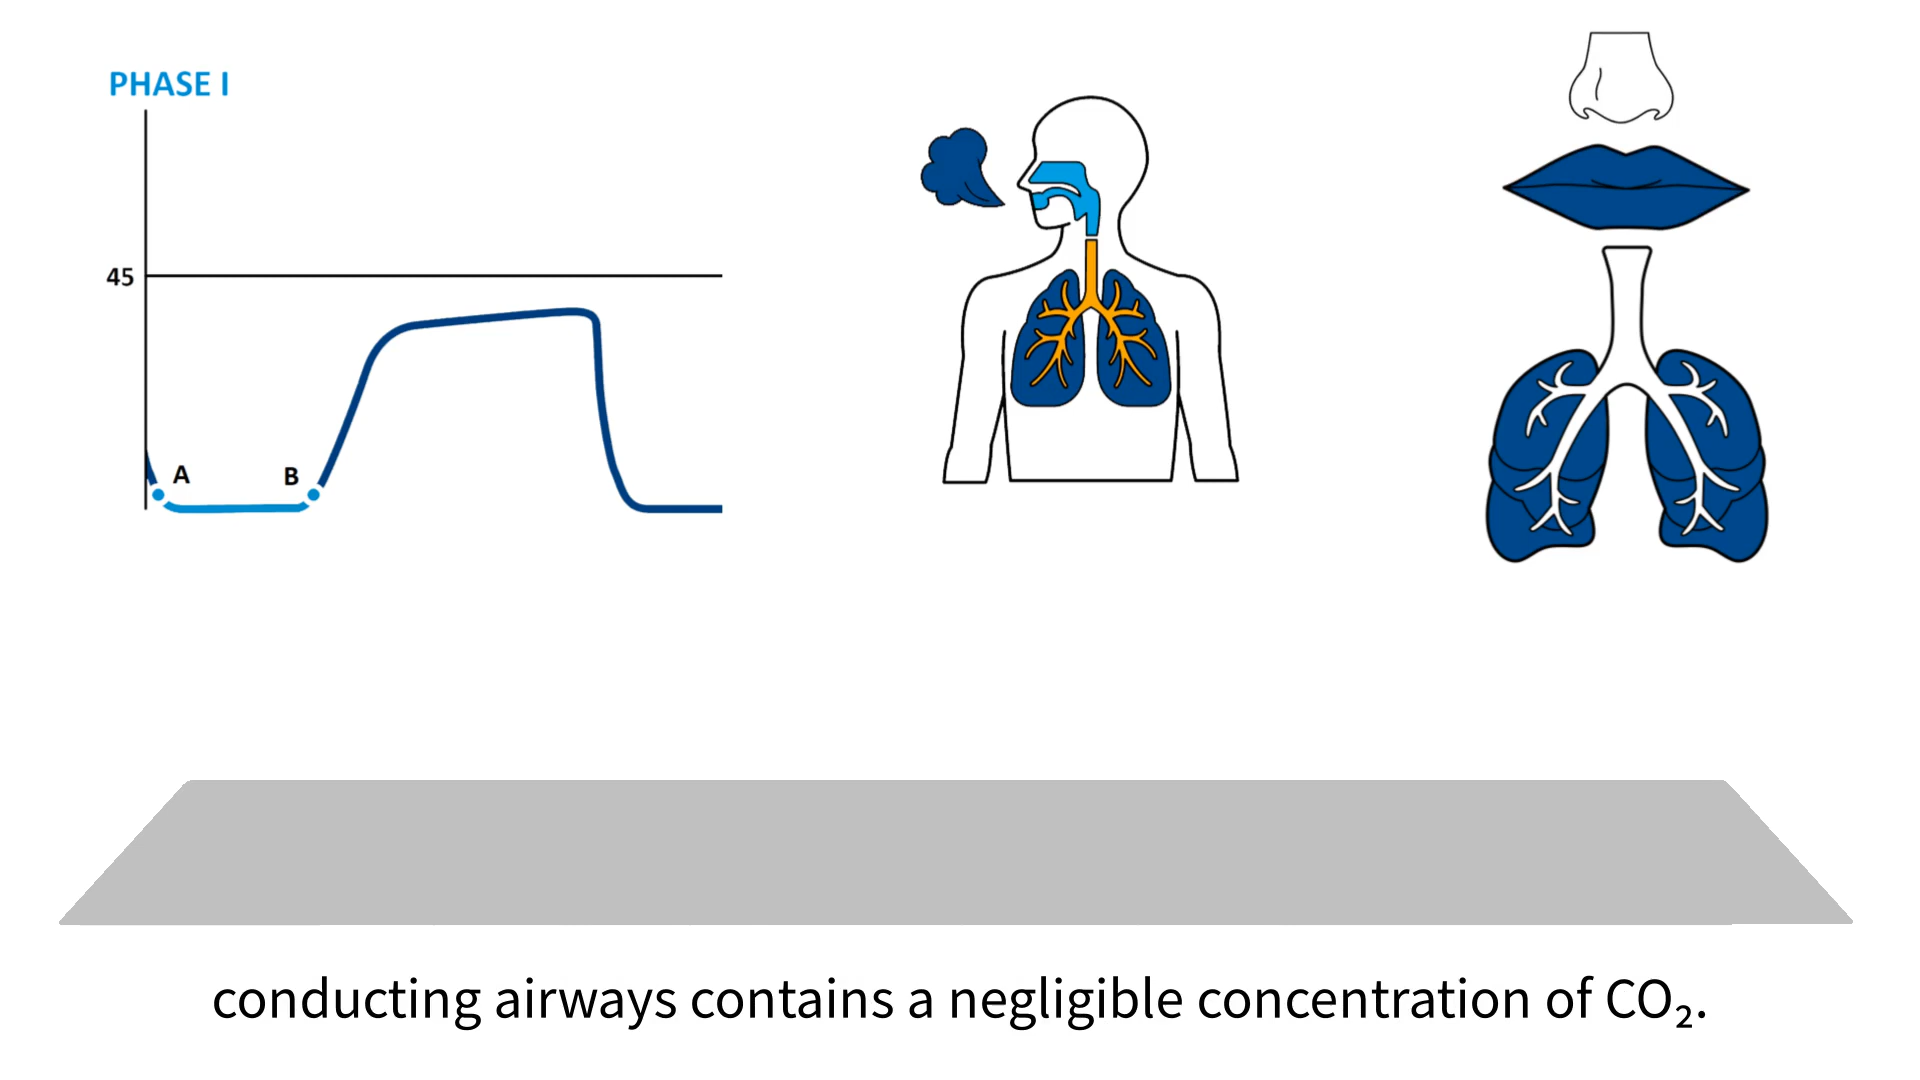 PHASE I
45
A
B
conducting airways contains a negligible concentration of CO₂.